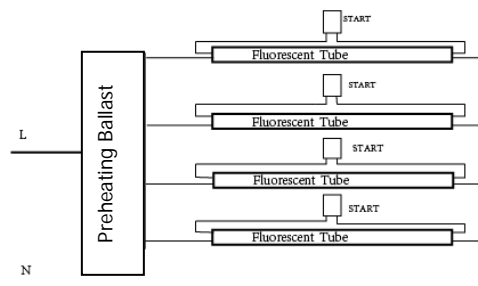 START
Fluorescent Tube
START
Fluorescent Tube
START
Fluorescent Tube
START
Fluorescent Tube
L
Preheating Ballast
N